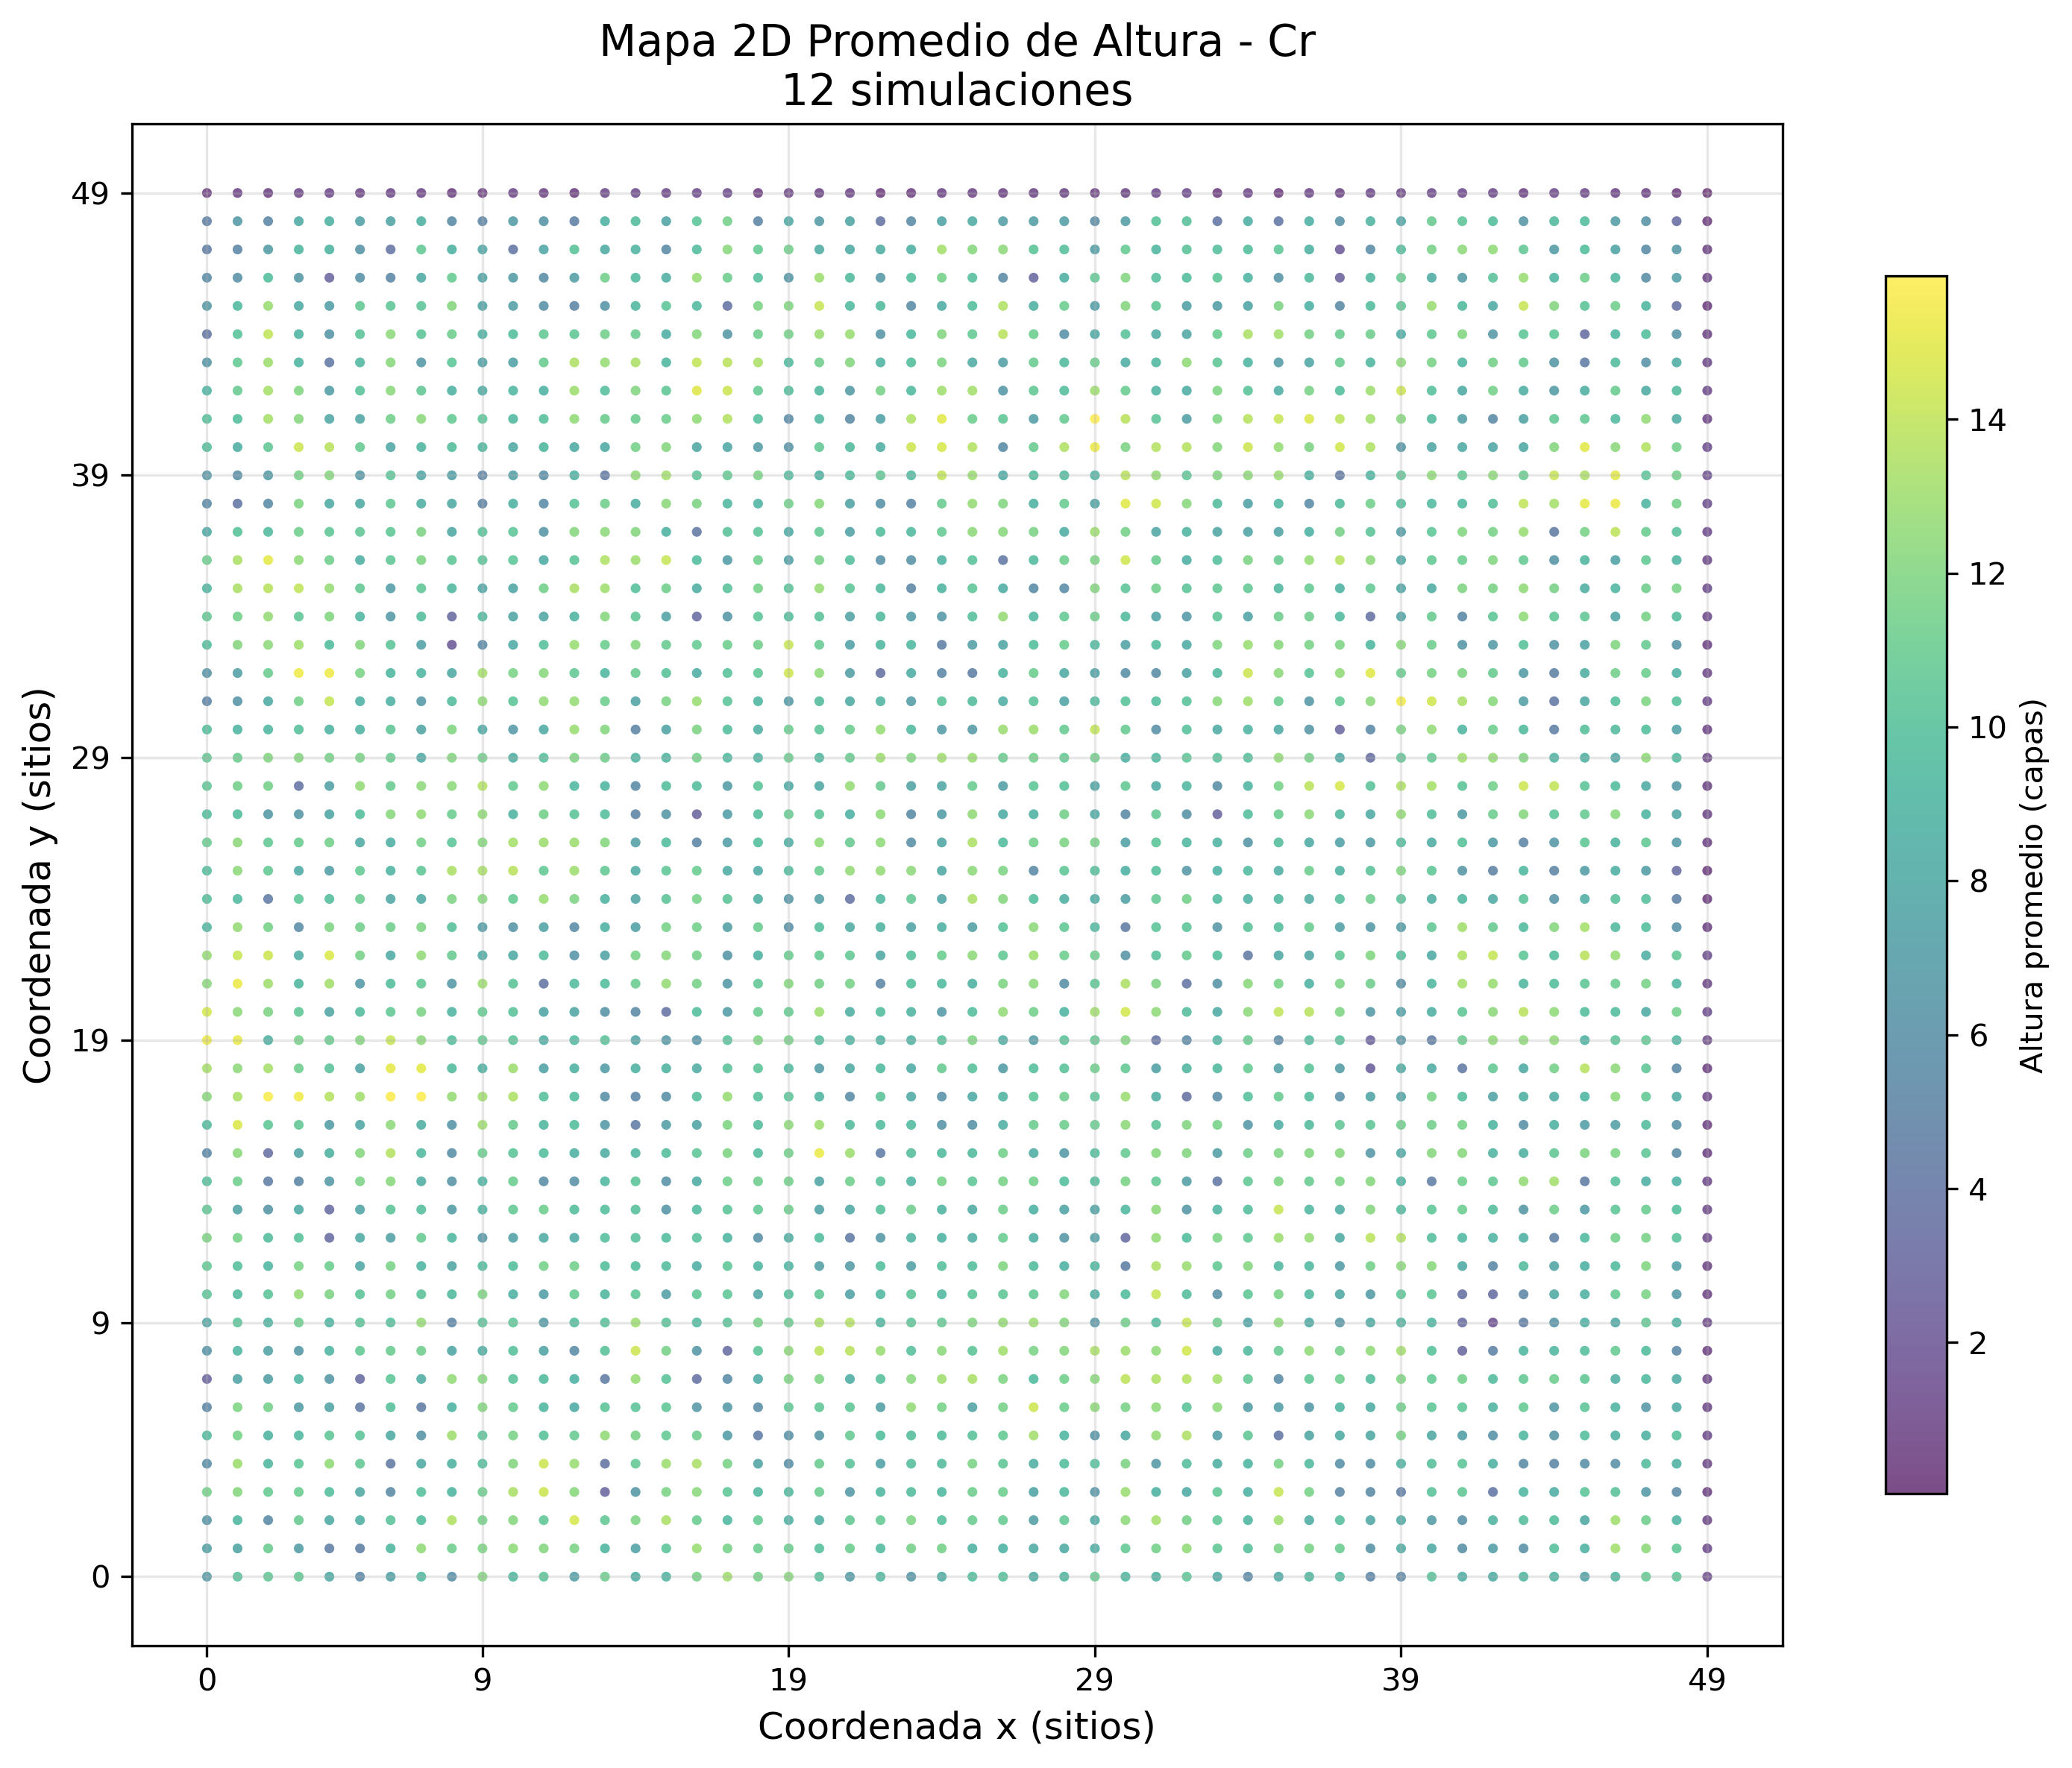 Mapa 2D Promedio de Altura - Cr
12 simulaciones
49
39
29
19
9
0
Coordenada y (sitios)
0 9 19 29 39 49
Coordenada x (sitios)
14
12
10
8
6
4
2
Altura promedio (capas)